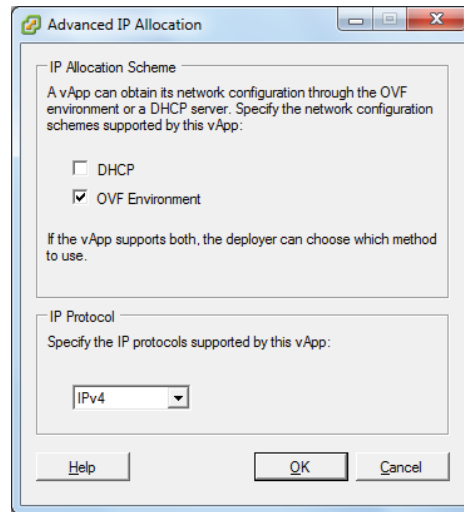 Advanced IP Allocation
IP Allocation Scheme
A vApp can obtain its network configuration through the OVF
environment or a DHCP server. Specify the network configuration
schemes supported by this vApp:
DHCP
OVF Environment
If the vApp supports both, the deployer can choose which method
to use.
IP Protocol
Specify the IP protocols supported by this vApp:
IPv4
Help
OK
Cancel